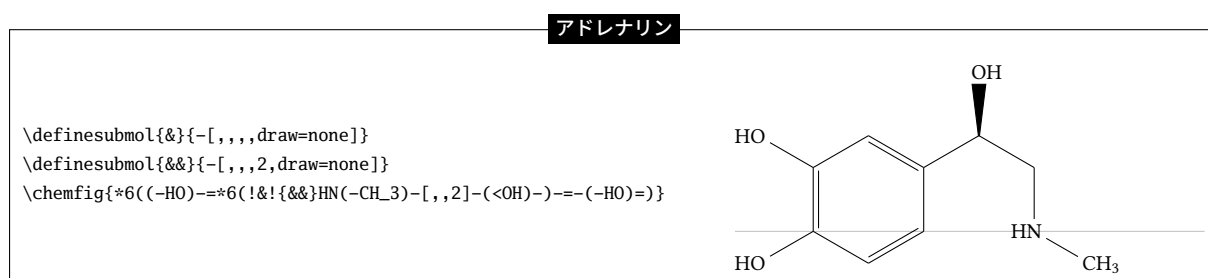 アドレナリン
\definesubmol{&}{-[,,,,draw=none]}
\definesubmol{&&}{-[,,,2,draw=none]}
\chemfig{*6((-HO)-=*6(!&!{&&}HN(-CH_3)-[,,2]-(<OH)-)-=-(-HO)=)}
OH
HO
HN
HO
CH3